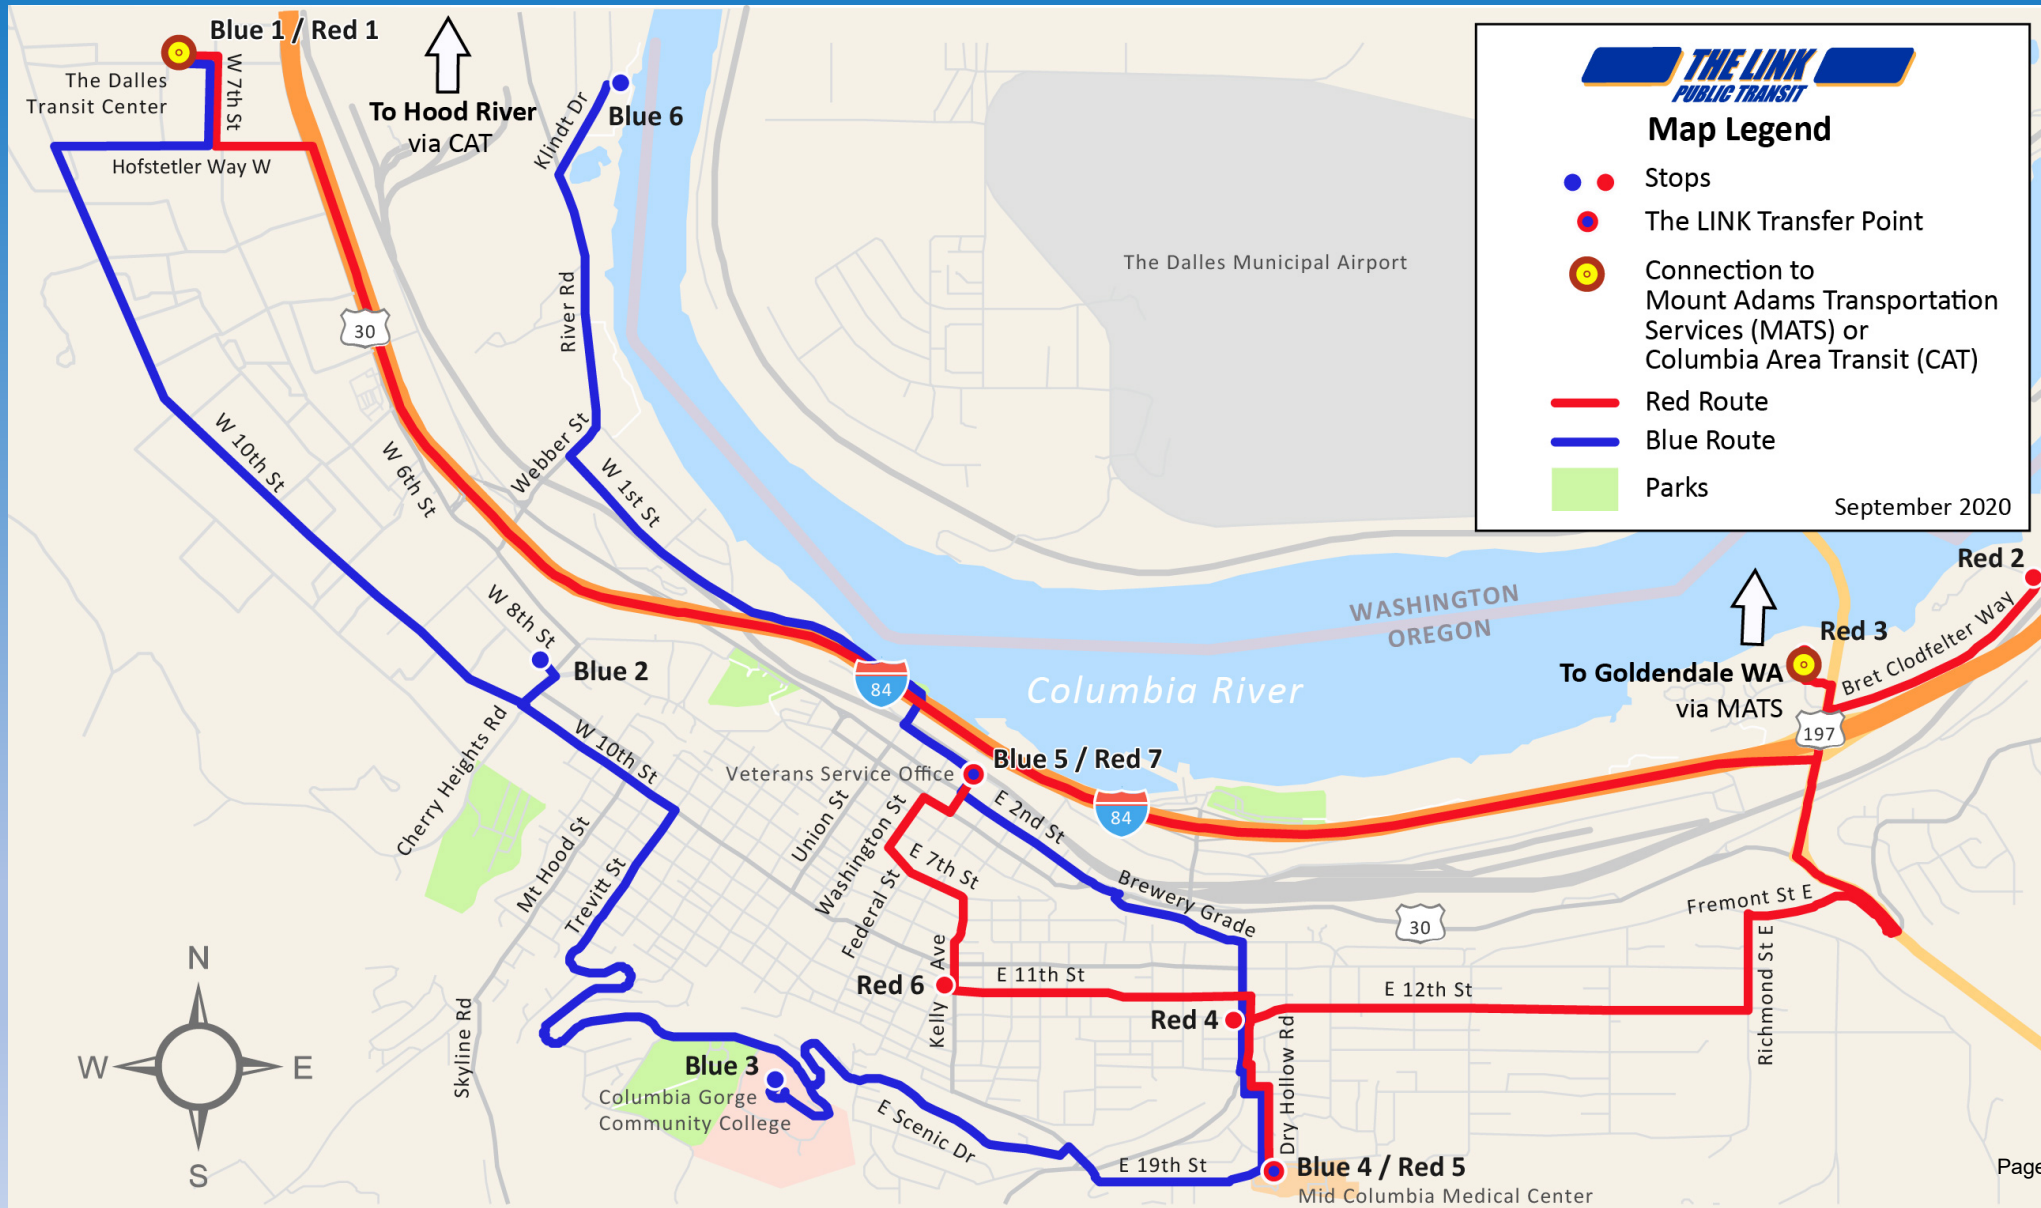 Blue 1 / Red 1
The Dalles
Transit Center
W 7th St
Hofstetler Way W
To Hood River
via CAT
Klindt Dr
Blue 6
THE LINK
PUBLIC TRANSIT
Map Legend
Stops
The LINK Transfer Point
Connection to
Mount Adams Transportation
Services (MATS) or
Columbia Area Transit (CAT)
Red Route
Blue Route
Parks
September 2020
The Dalles Municipal Airport
River Rd
30
W 10th St
W 6th St
Webber St
W 1st St
W 8th St
Blue 2
Cherry Heights Rd
W 10th St
WASHINGTON
OREGON
Columbia River
84
Red 2
Red 3
Bret Clodfelter Way
To Goldendale WA
via MATS
197
Blue 5 / Red 7
Veterans Service Office
84
E 2nd St
Union St
Washington St
Federal St
E 7th St
Mt Hood St
Trevitt St
Brewery Grade
30
Fremont St E
Richmond St E
N
W
E
S
Skyline Rd
Kelly
Ave
Red 6
E 11th St
E 12th St
Red 4
Dry Hollow Rd
Blue 3
Columbia Gorge
Community College
E Scenic Dr
E 19th St
Blue 4 / Red 5
Mid Columbia Medical Center
Page